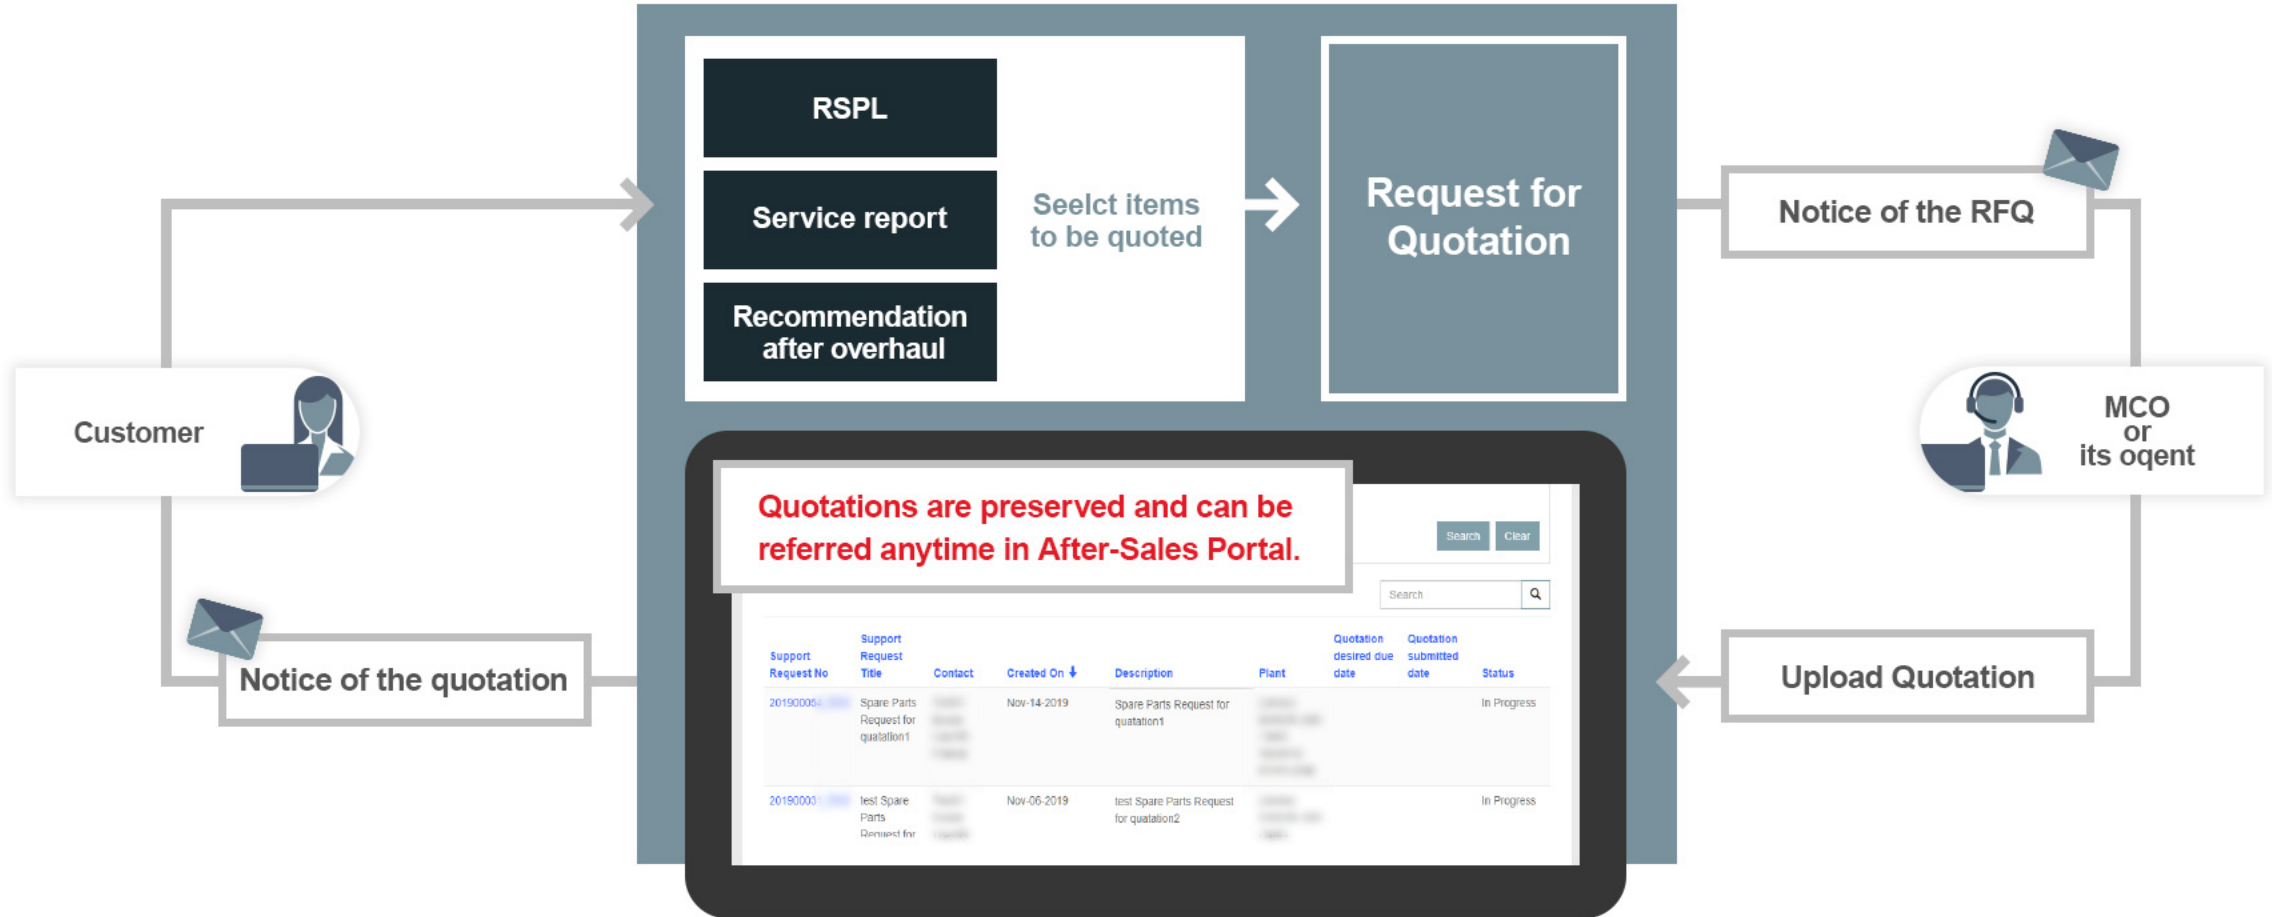 RSPL
Service report
Recommendation
after overhaul
Seelct items
to be quoted
Request for
Quotation
Notice of the RFQ
Customer
MCO
or
its oqent
Quotations are preserved and can be
referred anytime in After-Sales Portal.
Search Clear
Search
Support
Request No
Support
Request
Title
Contact
Created On
Description
Plant
Quotation
desired due
date
Quotation
submitted
date
Status
Spare Parts
Request for
quatation1
Nov-14-2019
Spare Parts Request for
quatation1
In Progress
test Spare
Parts
Request for
Nov-06-2019
test Spare Parts Request
for quatation2
In Progress
Notice of the quotation
Upload Quotation